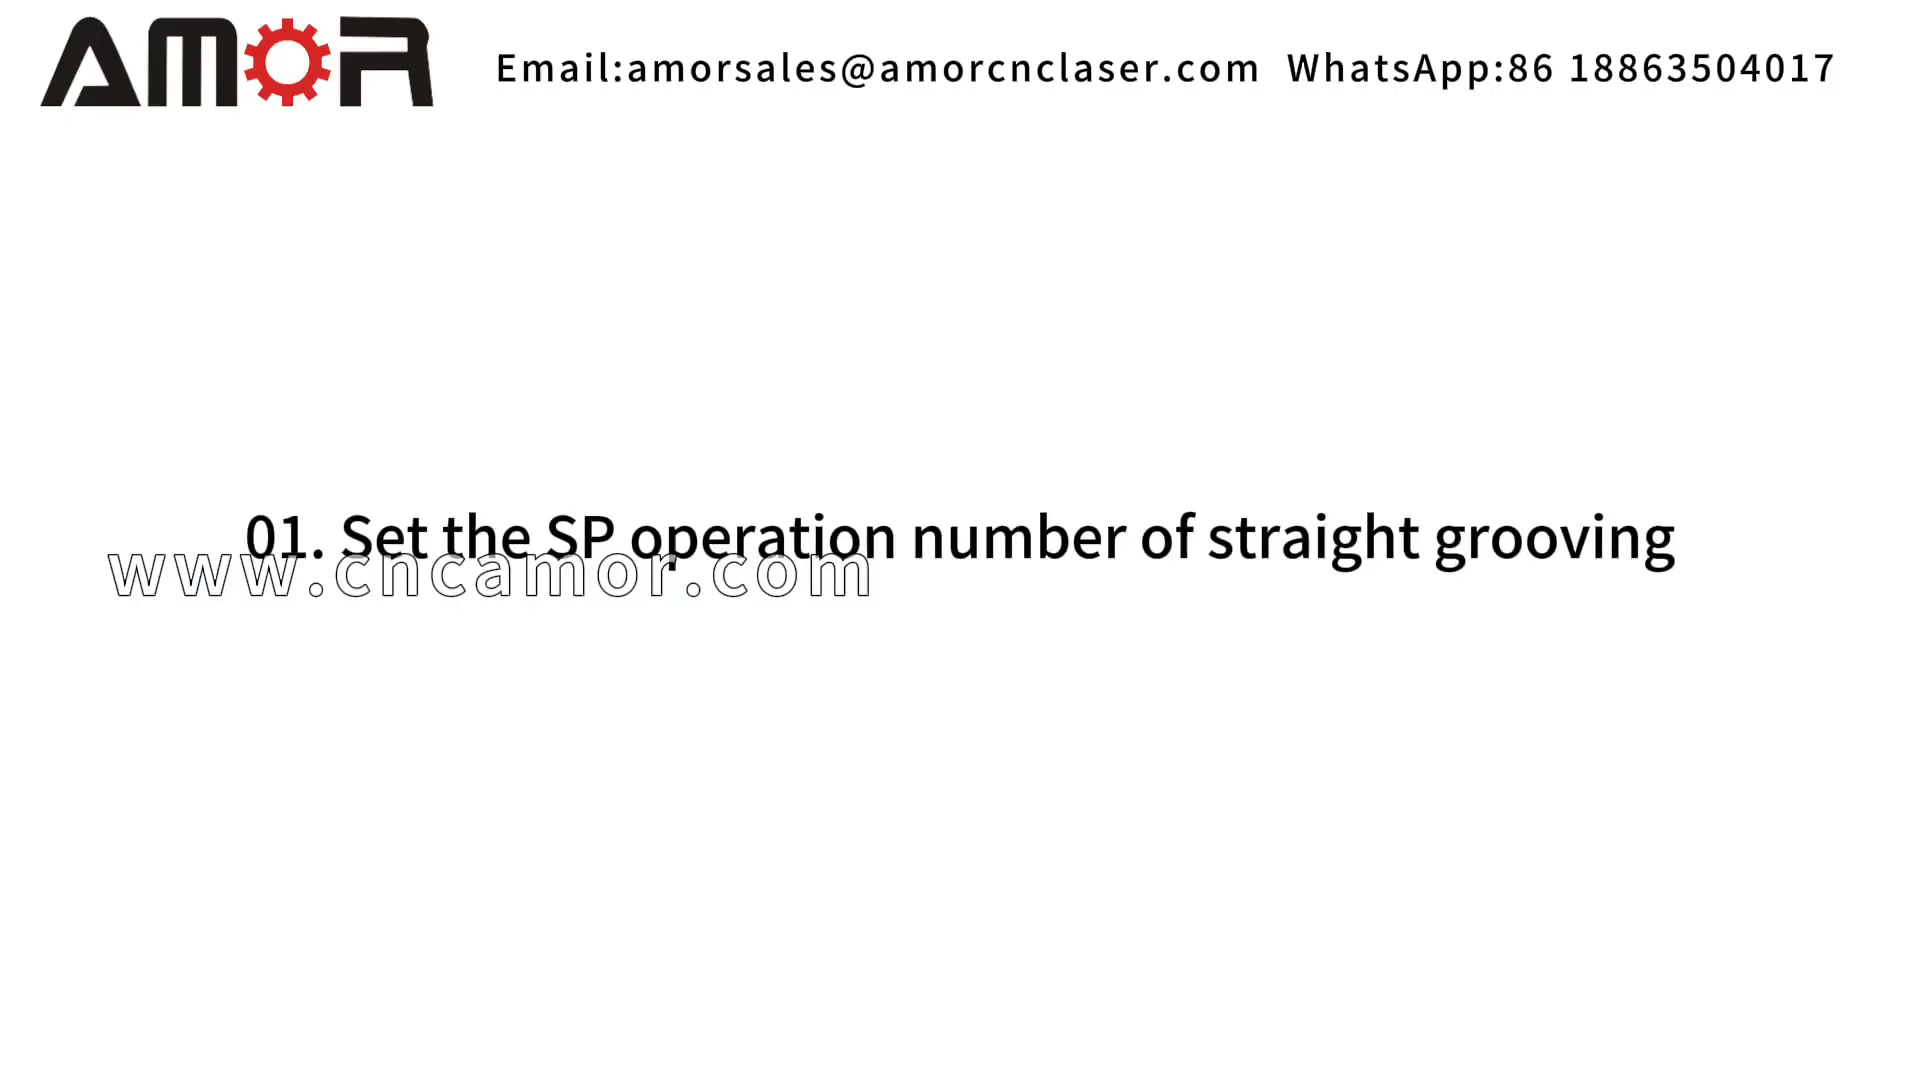 AMOR
Email:amorsales@amorcnclaser.com WhatsApp:86 18863504017
01. Set the SP operation number of straight grooving
www.cncamor.com